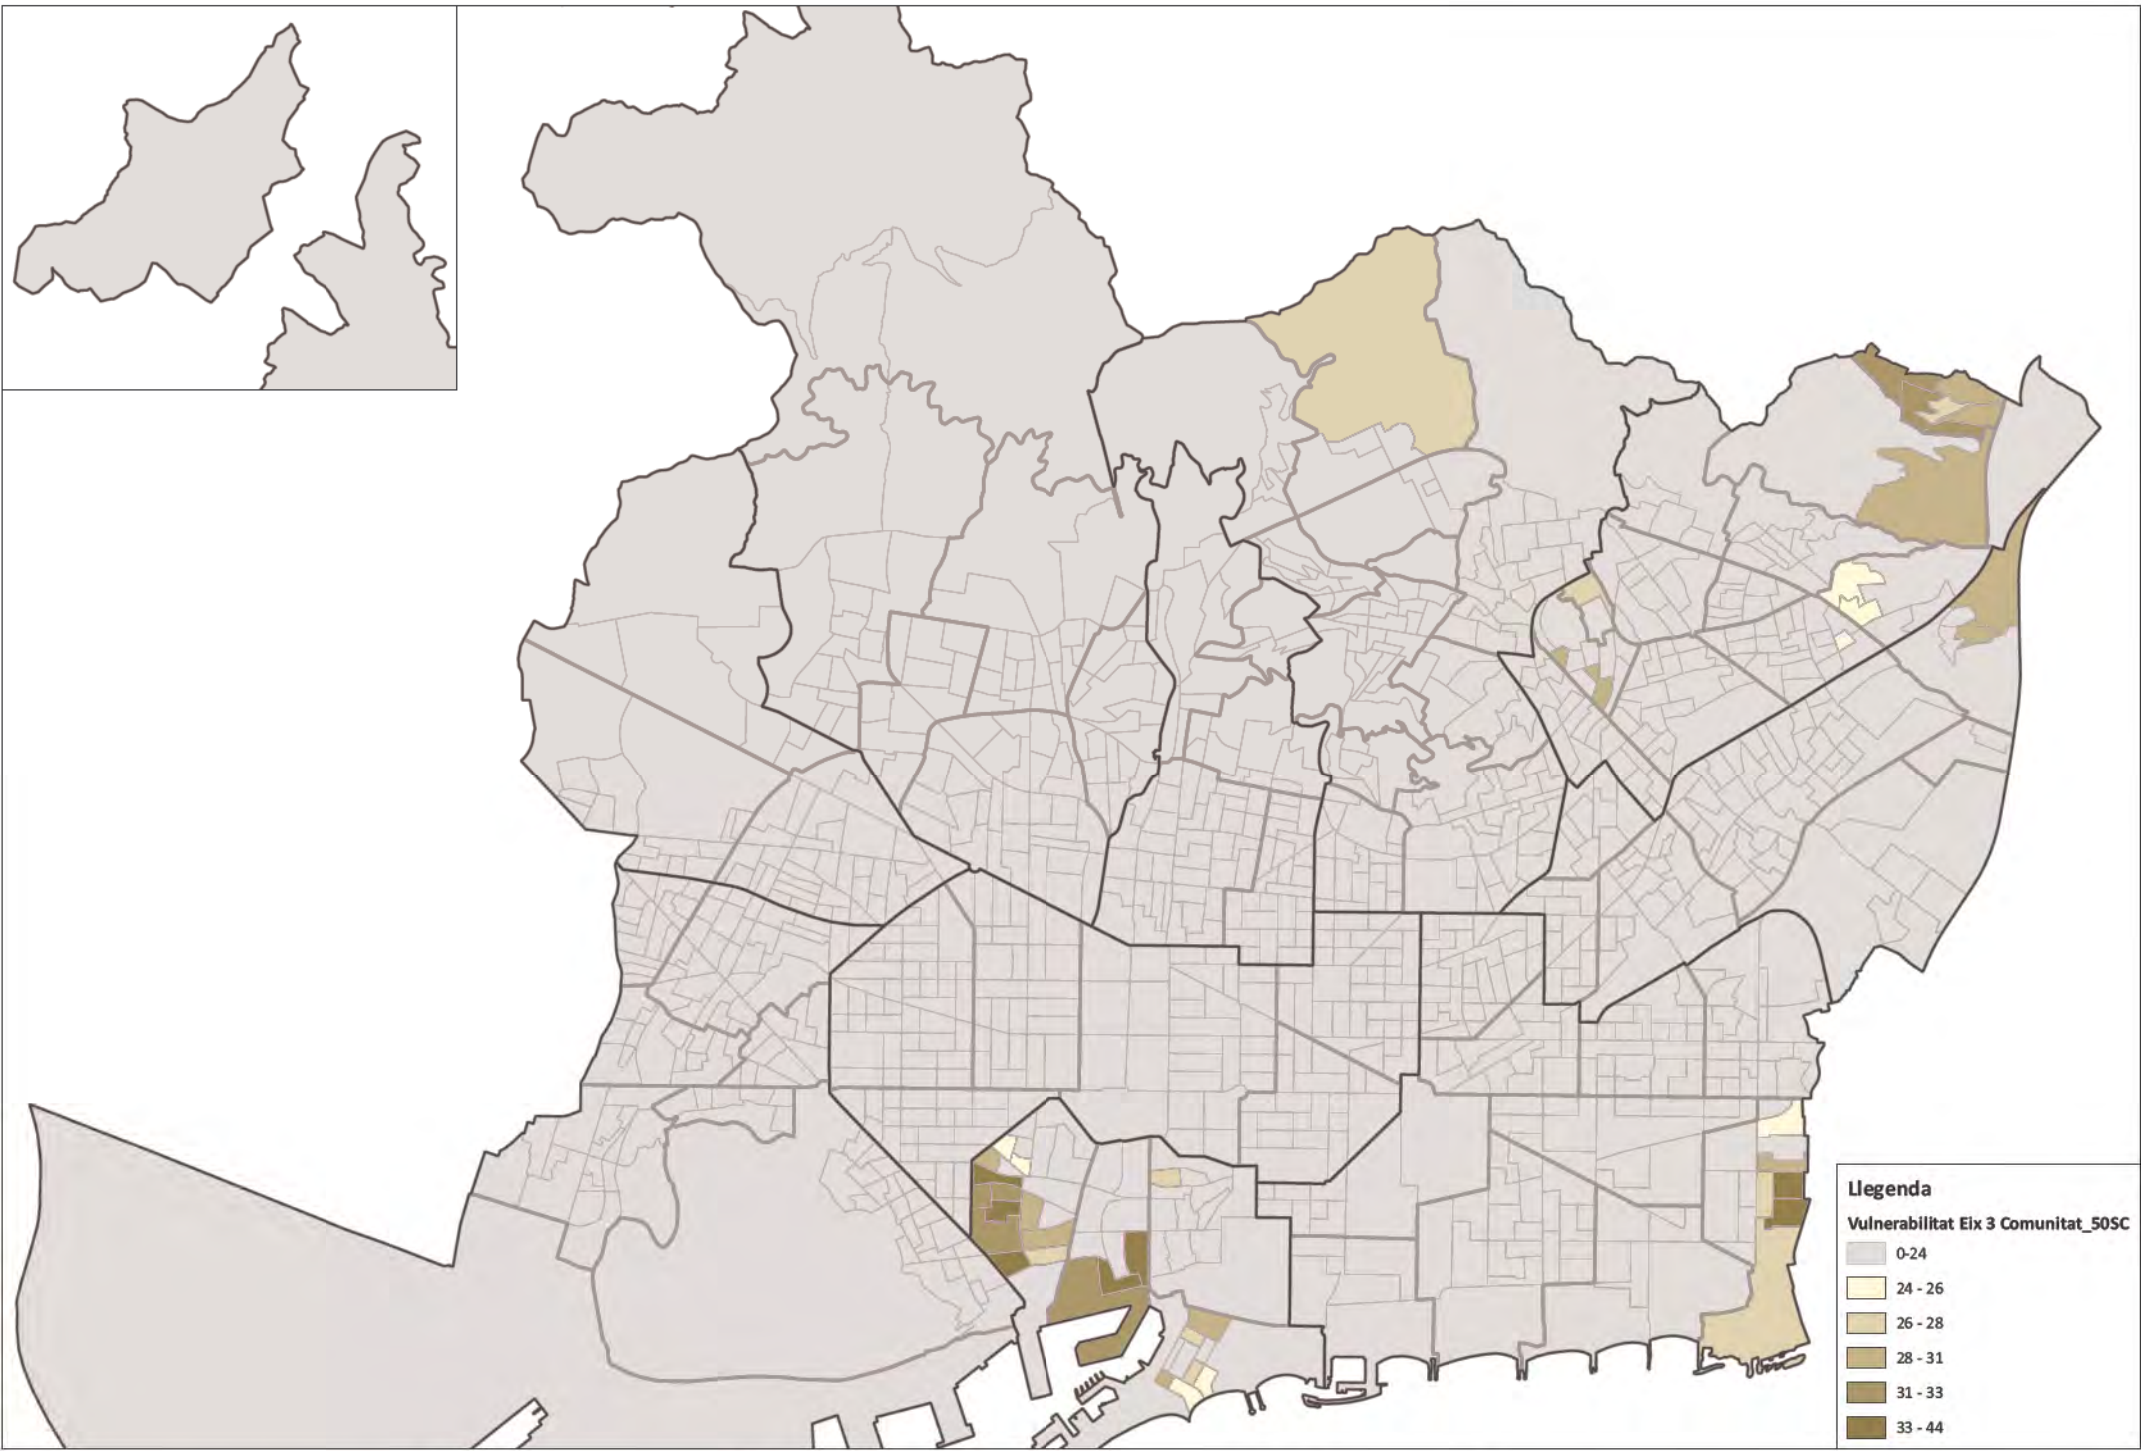 Llegenda
Vulnerabilitat Eix 3 Comunitat_50SC
0-24
24 - 26
26 - 28
28 - 31
31 - 33
33 - 44